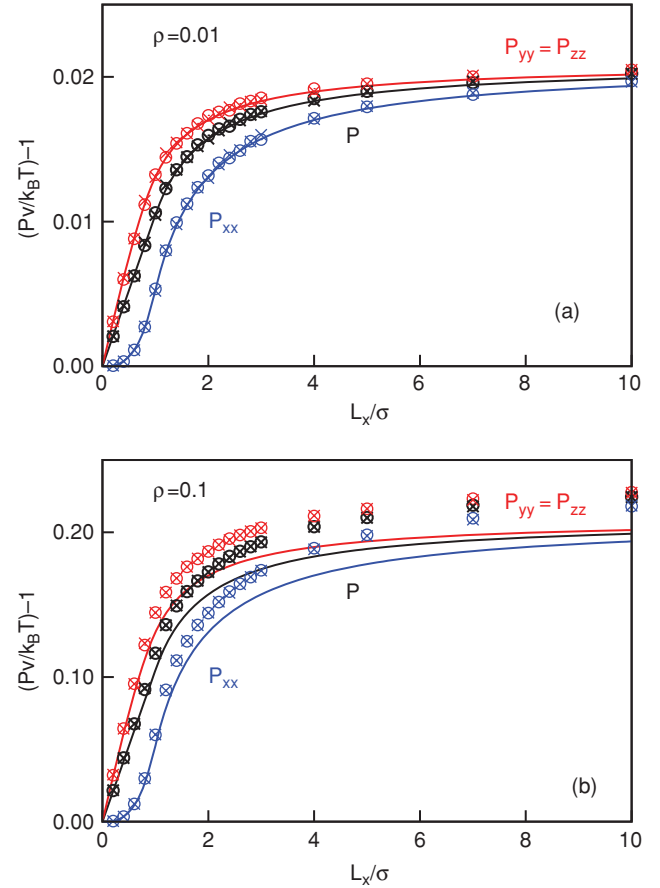 (a)
ρ=0.01
P_yy = P_zz
P
P_xx
(Pv/k_BT)−1
0.02
0.01
0.00
0 2 4 6 8 10
L_x/σ
ρ=0.1
P_yy = P_zz
P
P_xx
(b)
(Pv/k_BT)−1
0.20
0.10
0.00
0 2 4 6 8 10
L_x/σ